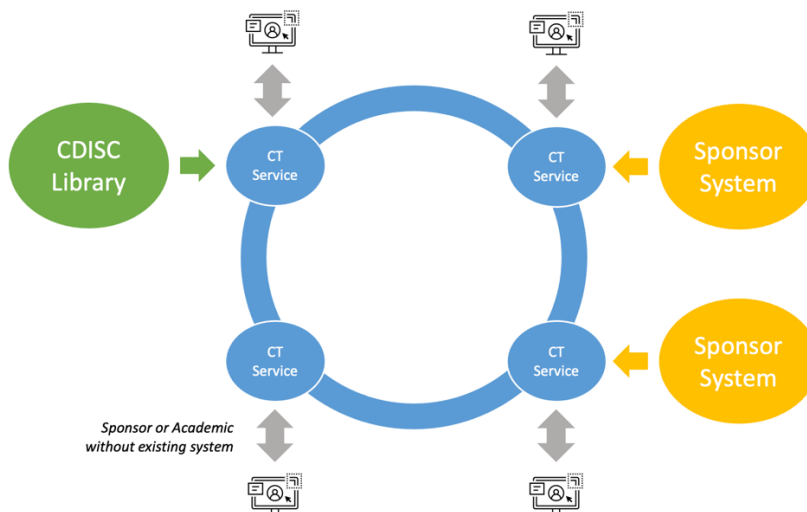 CDISC
Library
CT
Service
CT
Service
Sponsor
System
CT
Service
CT
Service
Sponsor
System
Sponsor or Academic
without existing system